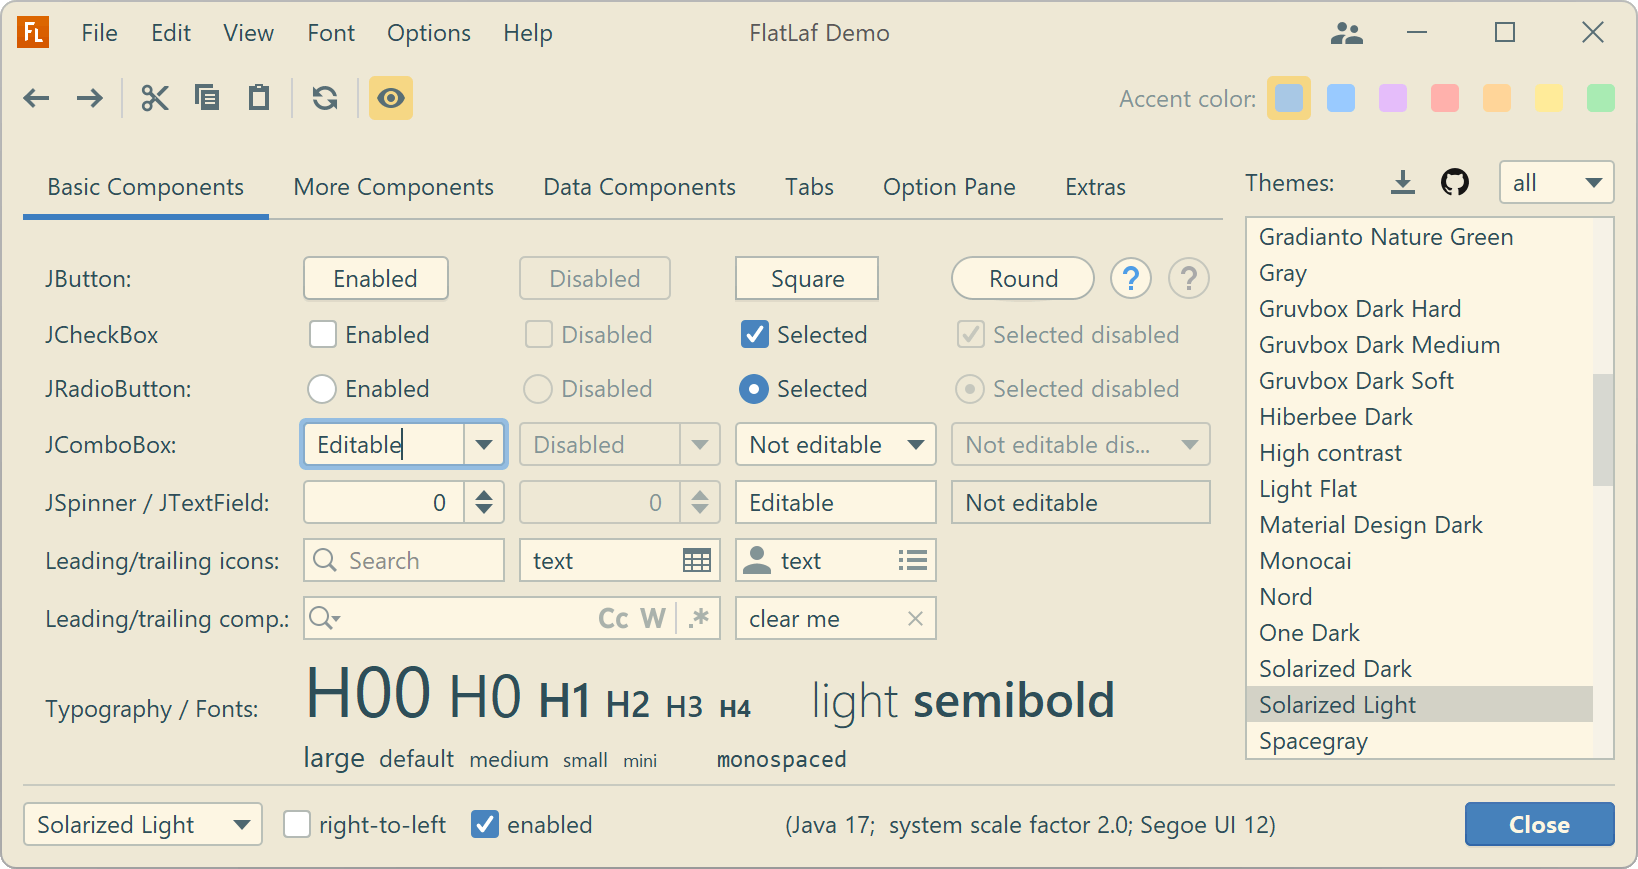 FL File Edit View Font Options Help FlatLaf Demo
Accent color:
Basic Components More Components Data Components Tabs Option Pane Extras
JButton: Enabled Disabled Square Round ? ?
JCheckBox Enabled Disabled Selected Selected disabled
JRadioButton: Enabled Disabled Selected Selected disabled
JComboBox: Editable Disabled Not editable Not editable dis...
JSpinner / JTextField: 0 0 Editable Not editable
Leading/trailing icons: Search text text
Leading/trailing comp.: Cc W .* clear me
Typography / Fonts: H00 H0 H1 H2 H3 H4 light semibold
large default medium small mini monospaced
Themes: all
Gradianto Nature Green
Gray
Gruvbox Dark Hard
Gruvbox Dark Medium
Gruvbox Dark Soft
Hiberbee Dark
High contrast
Light Flat
Material Design Dark
Monocai
Nord
One Dark
Solarized Dark
Solarized Light
Spacegray
Solarized Light right-to-left enabled (Java 17; system scale factor 2.0; Segoe UI 12) Close